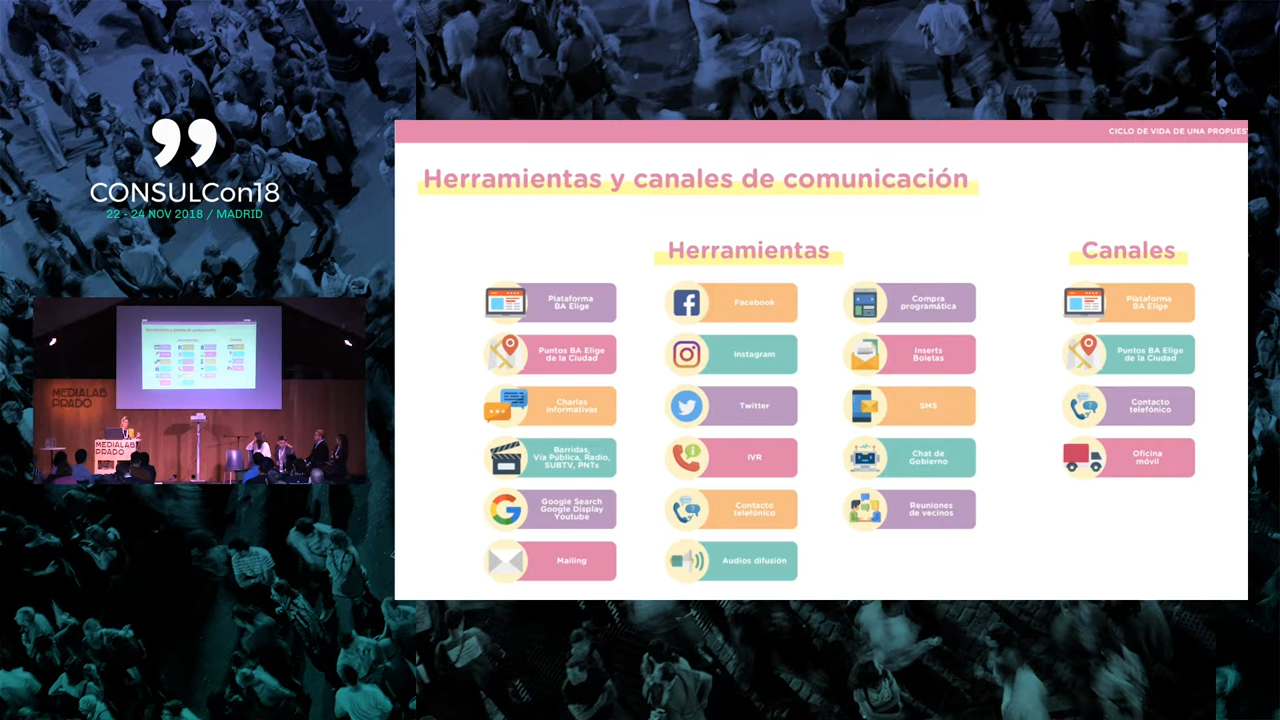 CONSULCon18
22 - 24 NOV 2018 / MADRID
MEDIALAB
PRADO
MEDIALAB
PRADO
CICLO DE VIDA DE UNA PROPUES
Herramientas y canales de comunicación
Herramientas
Plataforma
BA Elige
Puntos BA Elige
de la Ciudad
Charlas
informativas
Barridas,
Vía Pública, Radio,
SUBTV, PNTs
Google Search
Google Display
Youtube
Mailing
Facebook
Instagram
Twitter
IVR
Contacto
telefónico
Audios difusión
Compra
programática
Inserts
Boletas
SMS
Chat de
Gobierno
Reuniones
de vecinos
Canales
Plataforma
BA Elige
Puntos BA Elige
de la Ciudad
Contacto
telefónico
Oficina
móvil